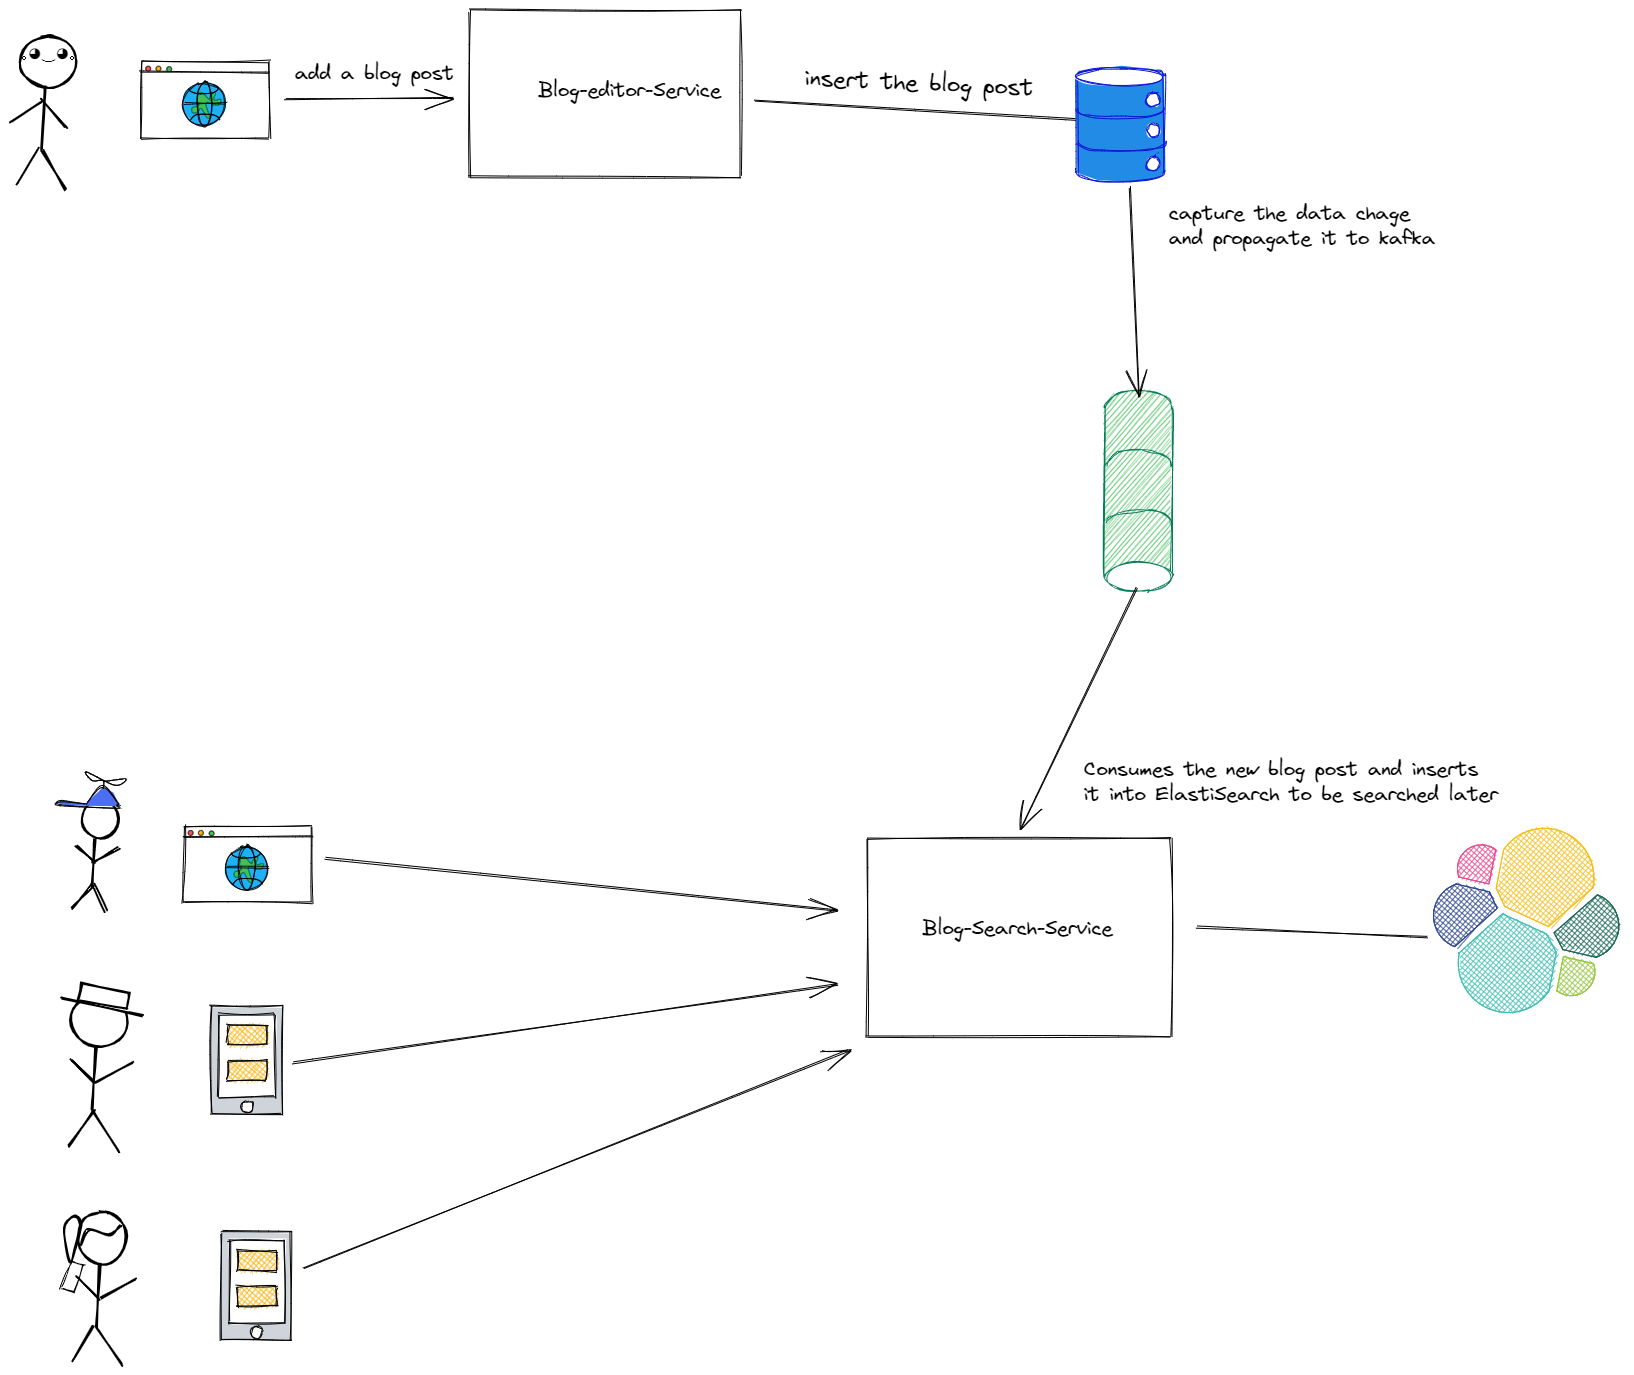 add a blog post
Blog-editor-Service
insert the blog post
capture the data chage
and propagate it to kafka
Consumes the new blog post and inserts
it into ElastiSearch to be searched later
Blog-Search-Service